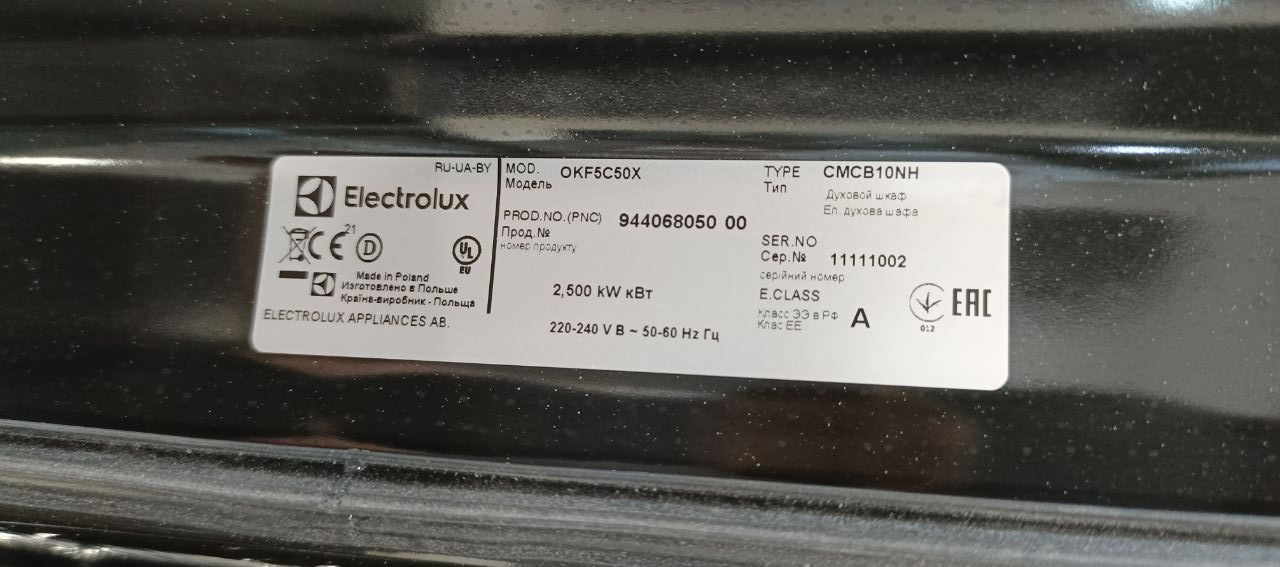 RU-UA-BY
Electrolux
21
D
UL
EU
Made in Poland
Изготовлено в Польше
Країна-виробник - Польща
ELECTROLUX APPLIANCES AB.
MOD. OKF5C50X
Модель
PROD.NO.(PNC) 944068050 00
Прод.№
номер продукту
2,500 kW кВт
220-240 V В ~ 50-60 Hz Гц
TYPE CMCB10NH
Тип Духовой шкаф
Ел. духова шафа
SER.NO
Сер.№ 11111002
серійний номер
E.CLASS
Класс ЭЭ в РФ A
Клас ЕЕ
012
EAC